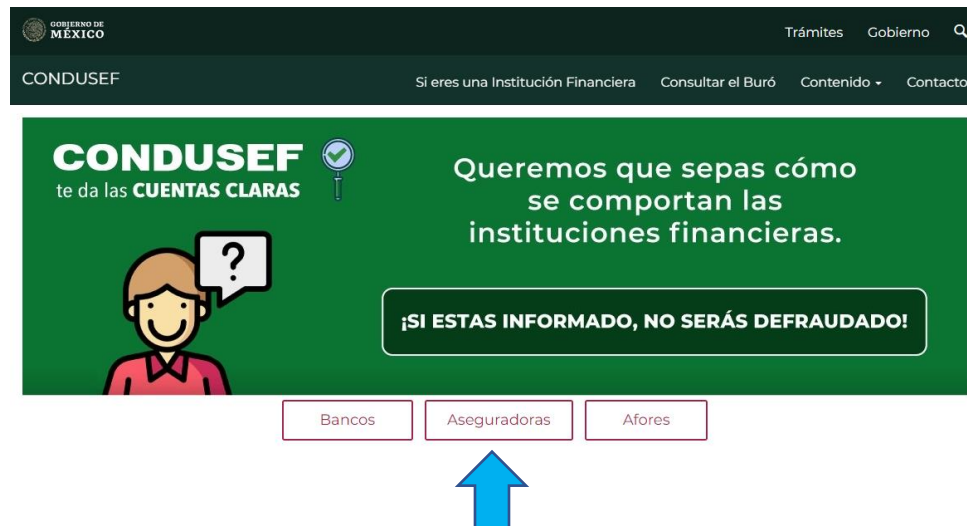 GOBIERNO DE
MÉXICO
Trámites Gobierno
CONDUSEF
Si eres una Institución Financiera Consultar el Buró Contenido Contacto
CONDUSEF
te da las CUENTAS CLARAS
?
Queremos que sepas cómo
se comportan las
instituciones financieras.
¡SI ESTAS INFORMADO, NO SERÁS DEFRAUDADO!
Bancos Aseguradoras Afores